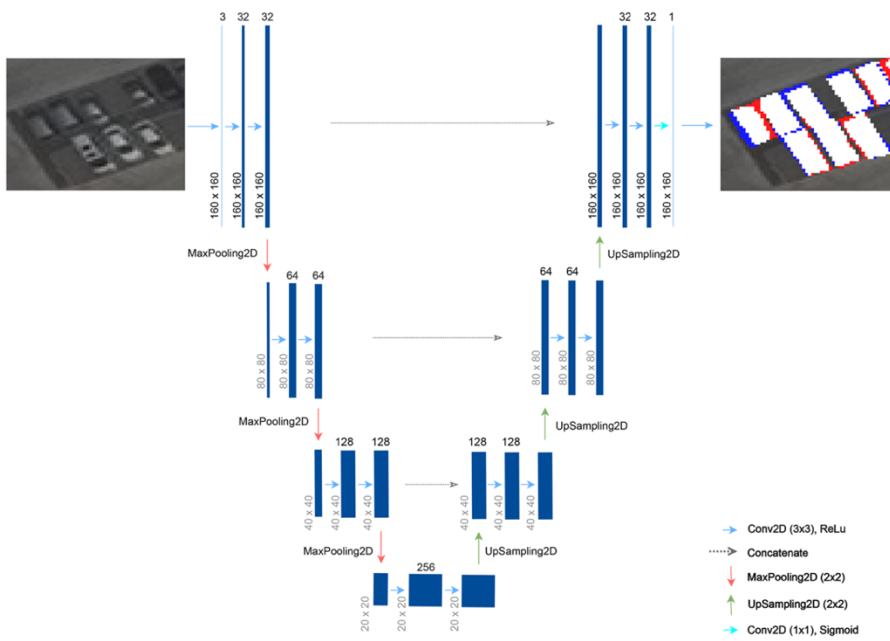 3 32 32
32 32 1
160 x 160
160 x 160
160 x 160
160 x 160
160 x 160
160 x 160
160 x 160
MaxPooling2D
UpSampling2D
64 64
64 64
80 x 80
80 x 80
80 x 80
80 x 80
80 x 80
80 x 80
MaxPooling2D
UpSampling2D
128 128
128 128
40 x 40
40 x 40
40 x 40
40 x 40
40 x 40
40 x 40
MaxPooling2D
UpSampling2D
256
20 x 20
20 x 20
20 x 20
Conv2D (3x3), ReLu
Concatenate
MaxPooling2D (2x2)
UpSampling2D (2x2)
Conv2D (1x1), Sigmoid